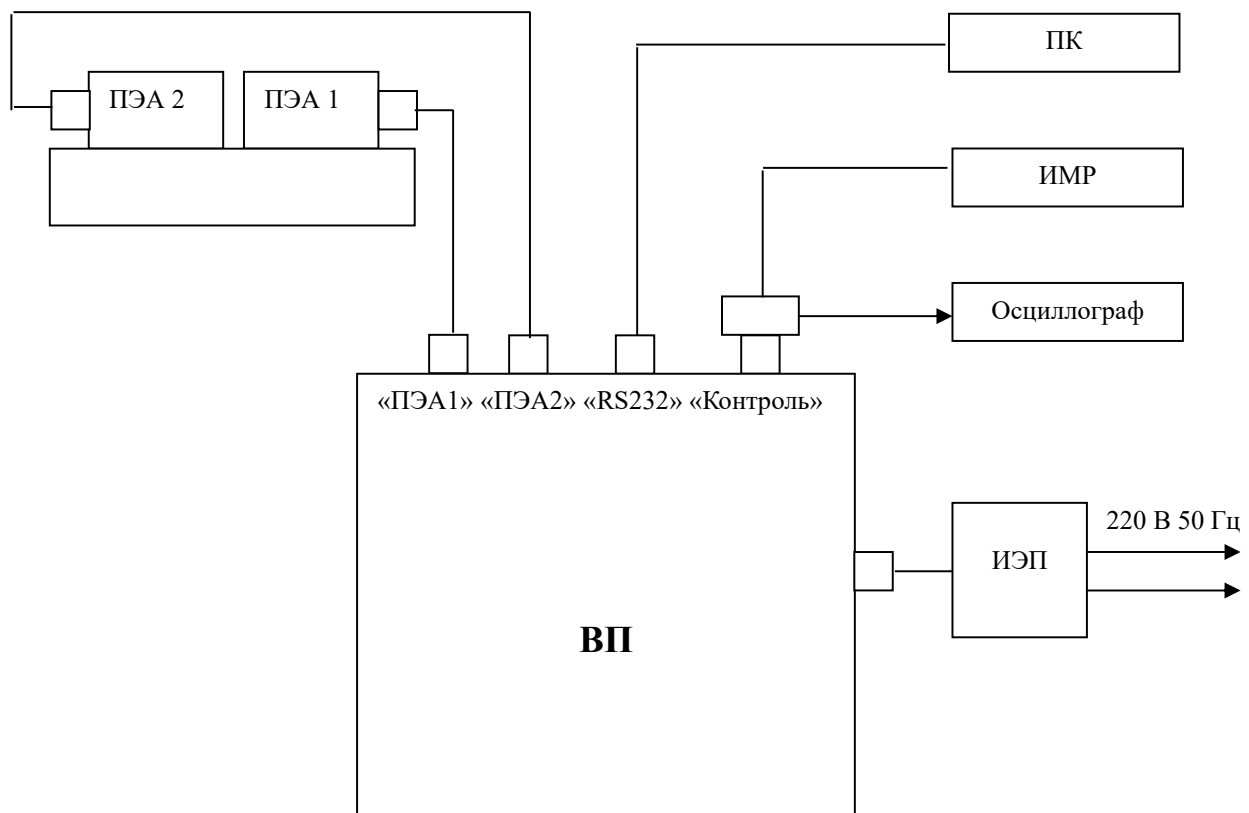 ПК
ПЭА 2
ПЭА 1
ИМР
Осциллограф
«ПЭА1» «ПЭА2» «RS232» «Контроль»
220 В 50 Гц
ИЭП
ВП